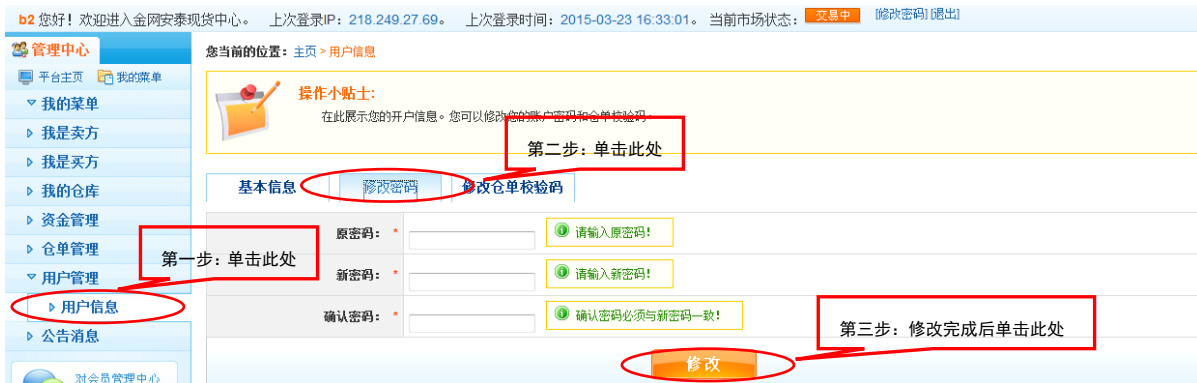 b2 您好！欢迎进入金网安泰现货中心。 上次登录IP：218.249.27.69。 上次登录时间：2015-03-23 16:33:01。 当前市场状态： 交易中 [修改密码] [退出]
管理中心
您当前的位置：主页 > 用户信息
平台主页 我的菜单
操作小贴士：
在此展示您的开户信息。您可以修改您的账户密码和仓单校验码。
我的菜单
我是卖方
我是买方
我的仓库
资金管理
仓单管理
用户管理
用户信息
公告消息
对会员管理中心
第二步：单击此处
基本信息 修改密码 修改仓单校验码
原密码： * 请输入原密码！
第一步：单击此处
新密码： * 请输入新密码！
确认密码： * 确认密码必须与新密码一致！
第三步：修改完成后单击此处
修改